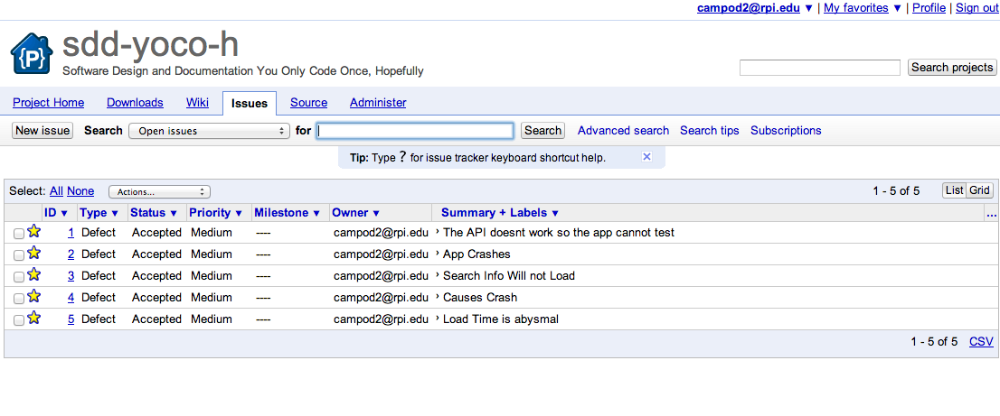 campod2@rpi.edu ▼ | My favorites ▼ | Profile | Sign out
{P}
sdd-yoco-h
Software Design and Documentation You Only Code Once, Hopefully
Search projects
Project Home Downloads Wiki Issues Source Administer
New issue Search Open issues for Search Advanced search Search tips Subscriptions
Tip: Type ? for issue tracker keyboard shortcut help.
Select: All None Actions... 1 - 5 of 5 List Grid
ID ▼ Type ▼ Status ▼ Priority ▼ Milestone ▼ Owner ▼ Summary + Labels ▼ ...
1 Defect Accepted Medium ---- campod2@rpi.edu › The API doesnt work so the app cannot test
2 Defect Accepted Medium ---- campod2@rpi.edu › App Crashes
3 Defect Accepted Medium ---- campod2@rpi.edu › Search Info Will not Load
4 Defect Accepted Medium ---- campod2@rpi.edu › Causes Crash
5 Defect Accepted Medium ---- campod2@rpi.edu › Load Time is abysmal
1 - 5 of 5 CSV